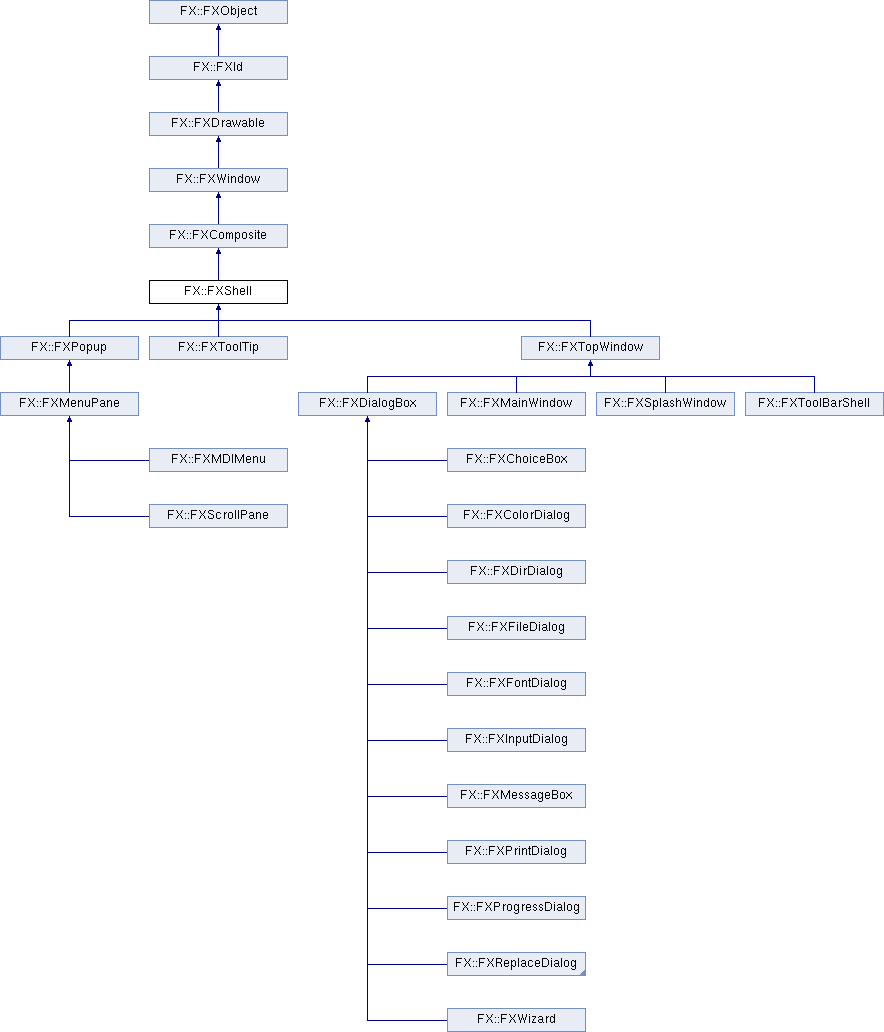 FX::FXObject
FX::FXId
FX::FXDrawable
FX::FXWindow
FX::FXComposite
FX::FXShell
FX::FXPopup
FX::FXToolTip
FX::FXTopWindow
FX::FXMenuPane
FX::FXDialogBox
FX::FXMainWindow
FX::FXSplashWindow
FX::FXToolBarShell
FX::FXMDIMenu
FX::FXChoiceBox
FX::FXScrollPane
FX::FXColorDialog
FX::FXDirDialog
FX::FXFileDialog
FX::FXFontDialog
FX::FXInputDialog
FX::FXMessageBox
FX::FXPrintDialog
FX::FXProgressDialog
FX::FXReplaceDialog
FX::FXWizard